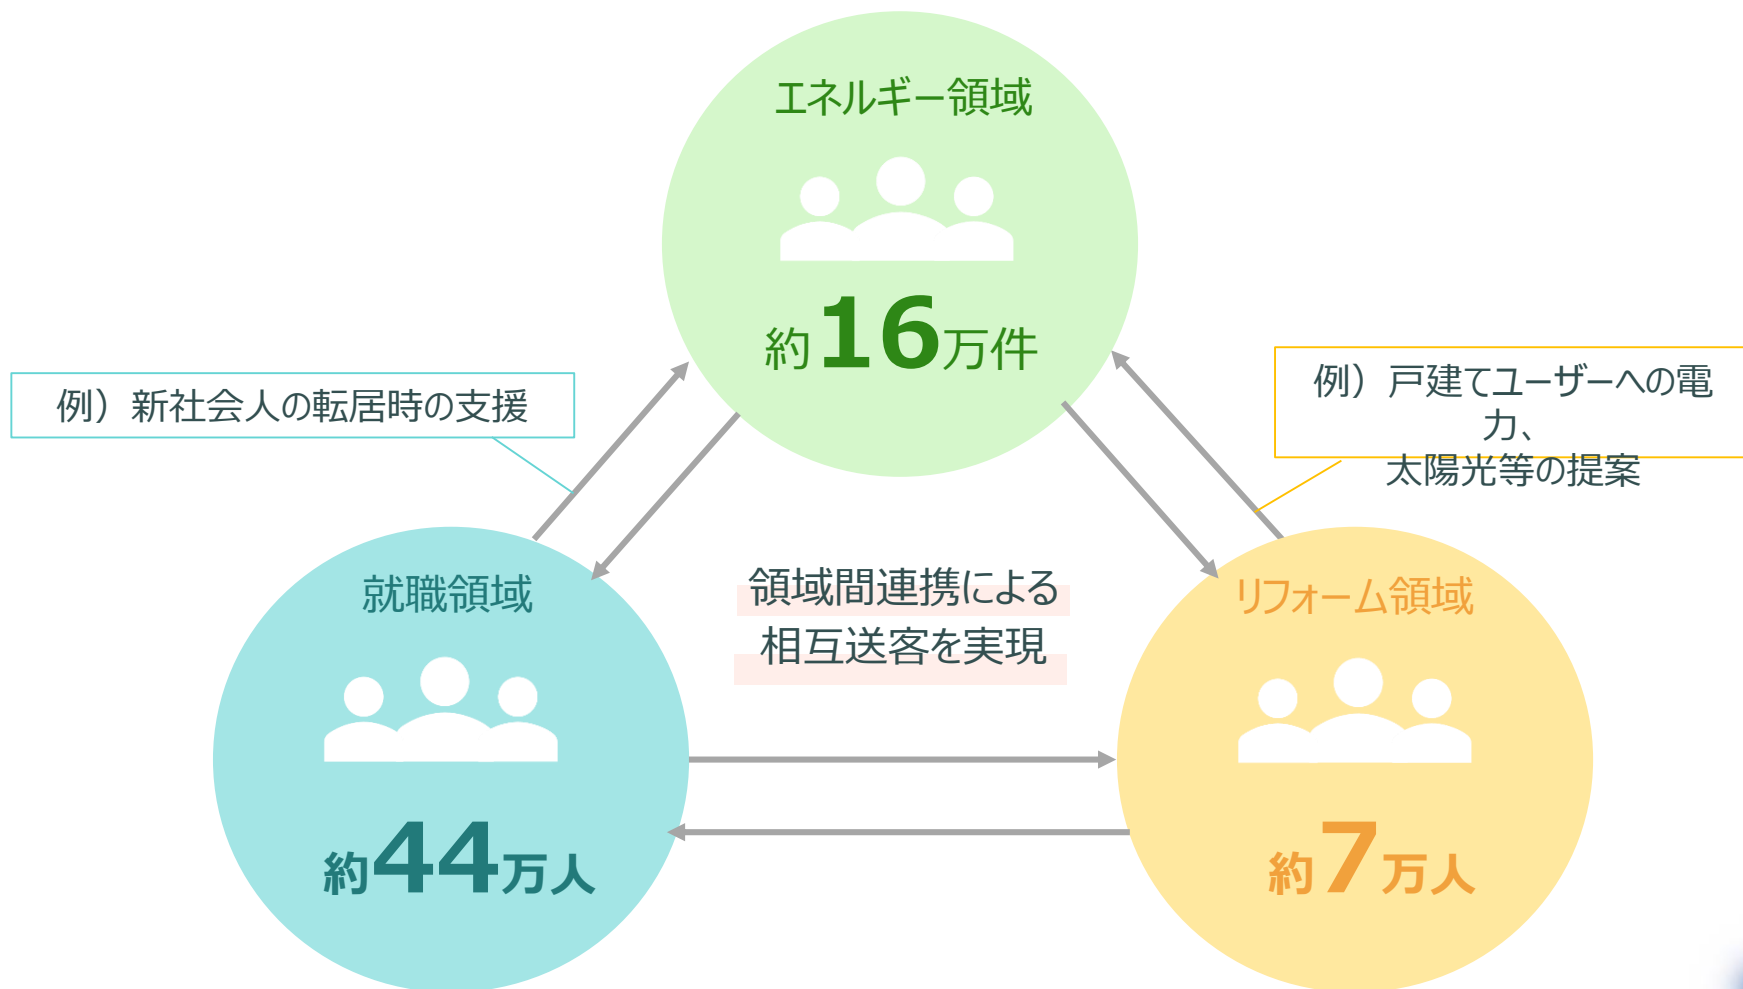 エネルギー領域
約16万件
例）新社会人の転居時の支援
例）戸建てユーザーへの電
力、
太陽光等の提案
領域間連携による
相互送客を実現
就職領域
約44万人
リフォーム領域
約7万人